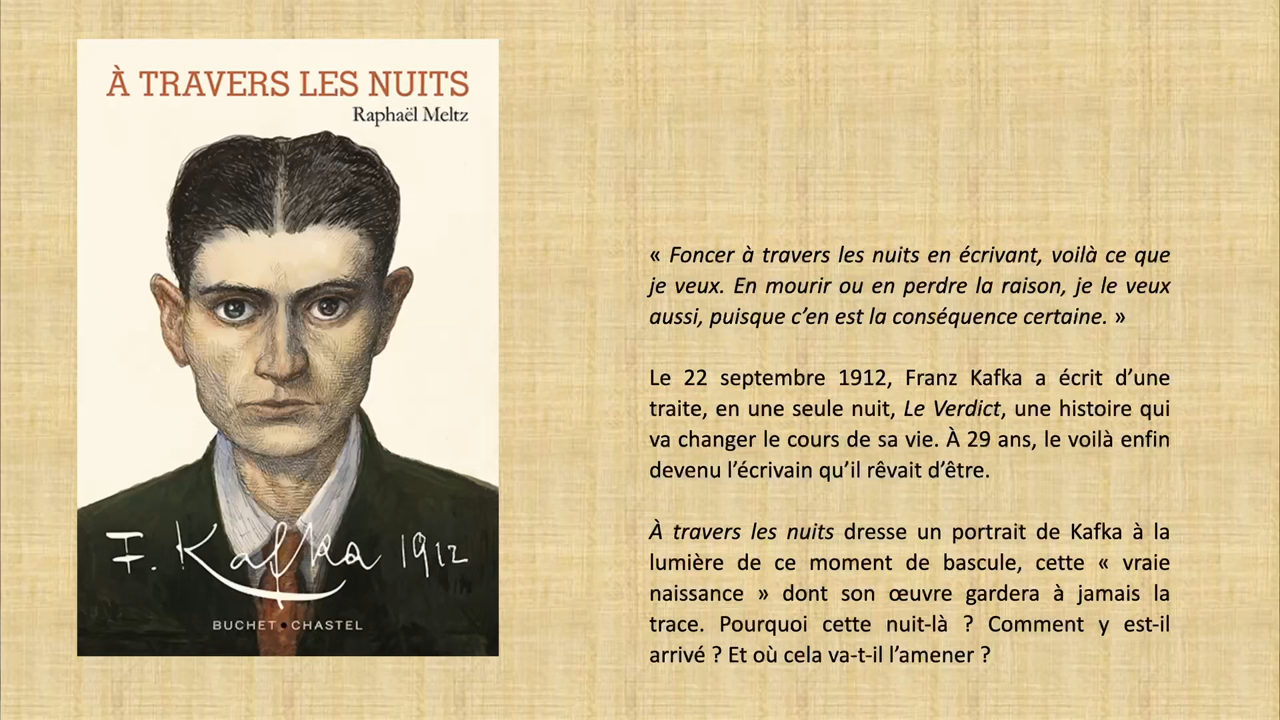 À TRAVERS LES NUITS
Raphaël Meltz
F. Kafka 1912
BUCHET • CHASTEL
« Foncer à travers les nuits en écrivant, voilà ce que
je veux. En mourir ou en perdre la raison, je le veux
aussi, puisque c’en est la conséquence certaine. »
Le 22 septembre 1912, Franz Kafka a écrit d’une
traite, en une seule nuit, Le Verdict, une histoire qui
va changer le cours de sa vie. À 29 ans, le voilà enfin
devenu l’écrivain qu’il rêvait d’être.
À travers les nuits dresse un portrait de Kafka à la
lumière de ce moment de bascule, cette « vraie
naissance » dont son œuvre gardera à jamais la
trace. Pourquoi cette nuit-là ? Comment y est-il
arrivé ? Et où cela va-t-il l’amener ?